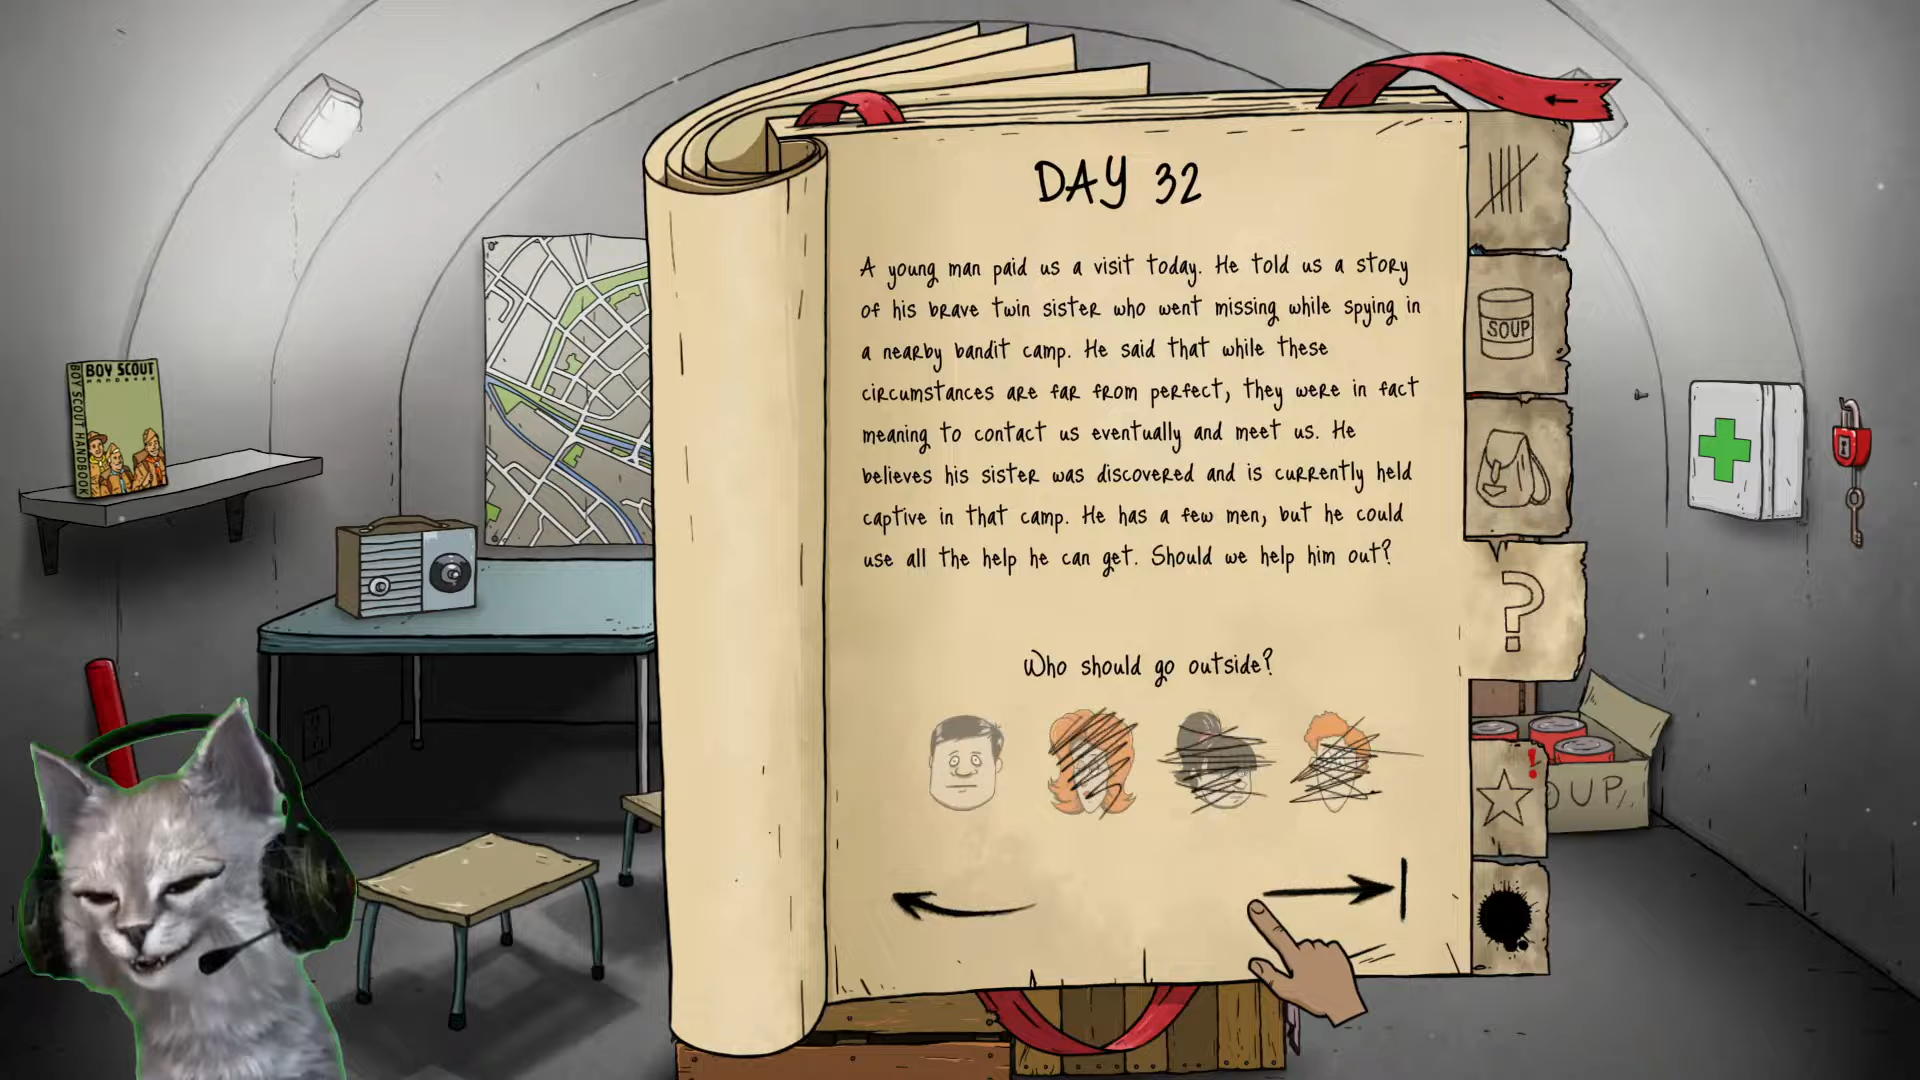 DAY 32
A young man paid us a visit today. He told us a story
of his brave twin sister who went missing while spying in
a nearby bandit camp. He said that while these
circumstances are far from perfect, they were in fact
meaning to contact us eventually and meet us. He
believes his sister was discovered and is currently held
captive in that camp. He has a few men, but he could
use all the help he can get. Should we help him out?
Who should go outside?
SOUP
?
!
BOY SCOUT
HANDBOOK
BOY SCOUT HANDBOOK
OUP